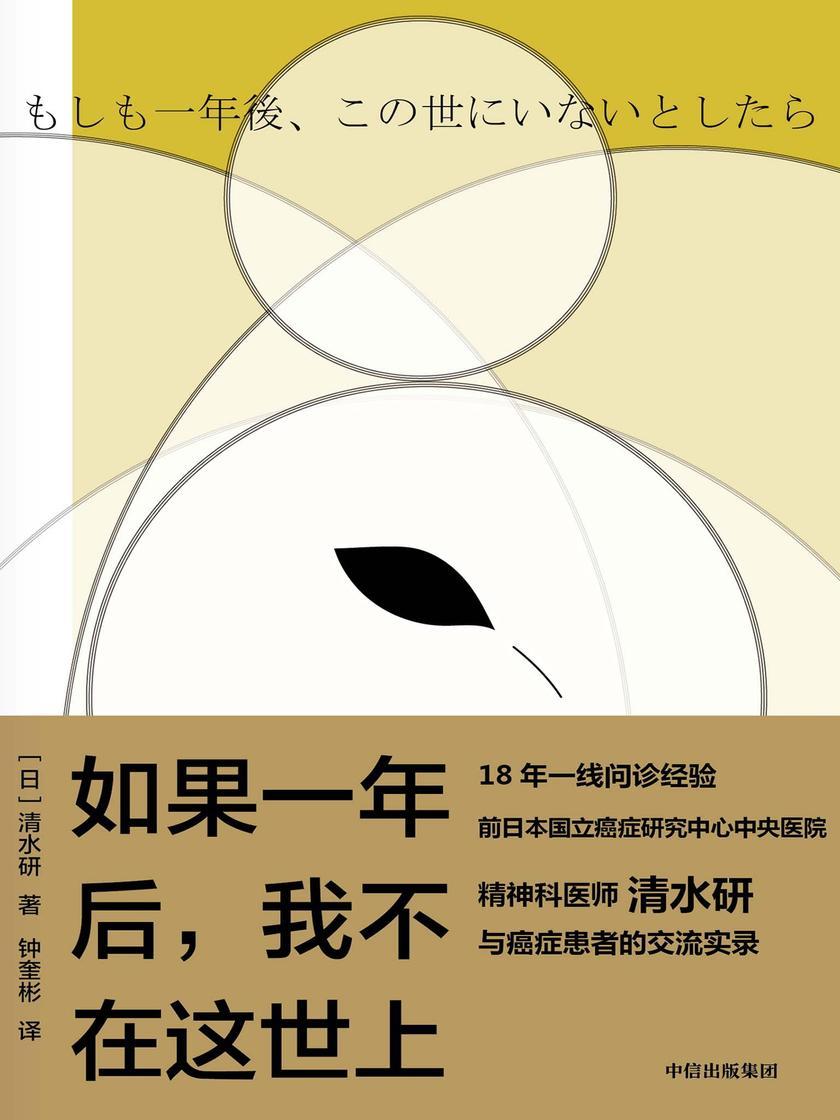 もしも一年後、この世にいないとしたら
如果一年
后，我不
在这世上
18 年一线问诊经验
前日本国立癌症研究中心中央医院
精神科医师 清水研
与癌症患者的交流实录
［日］清水研 著 钟奎彬 译
中信出版集团